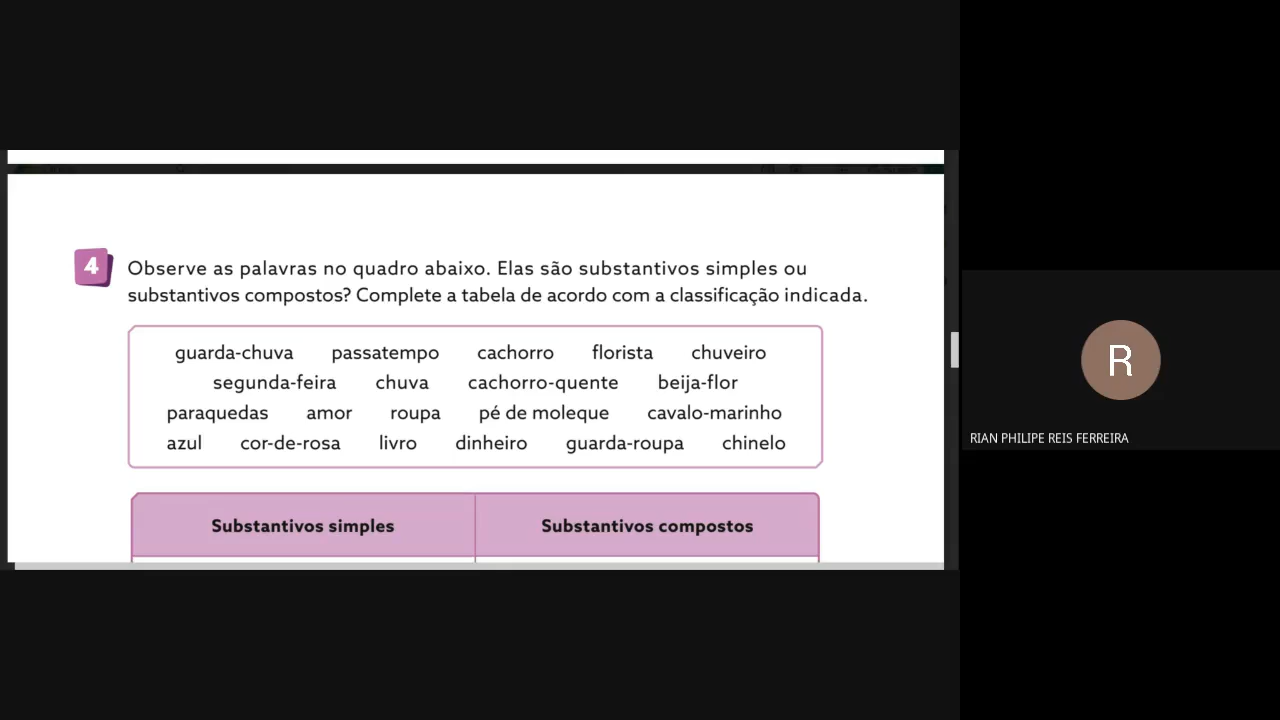 4
Observe as palavras no quadro abaixo. Elas são substantivos simples ou
substantivos compostos? Complete a tabela de acordo com a classificação indicada.
guarda-chuva passatempo cachorro florista chuveiro
segunda-feira chuva cachorro-quente beija-flor
paraquedas amor roupa pé de moleque cavalo-marinho
azul cor-de-rosa livro dinheiro guarda-roupa chinelo
Substantivos simples Substantivos compostos
R
RIAN PHILIPE REIS FERREIRA